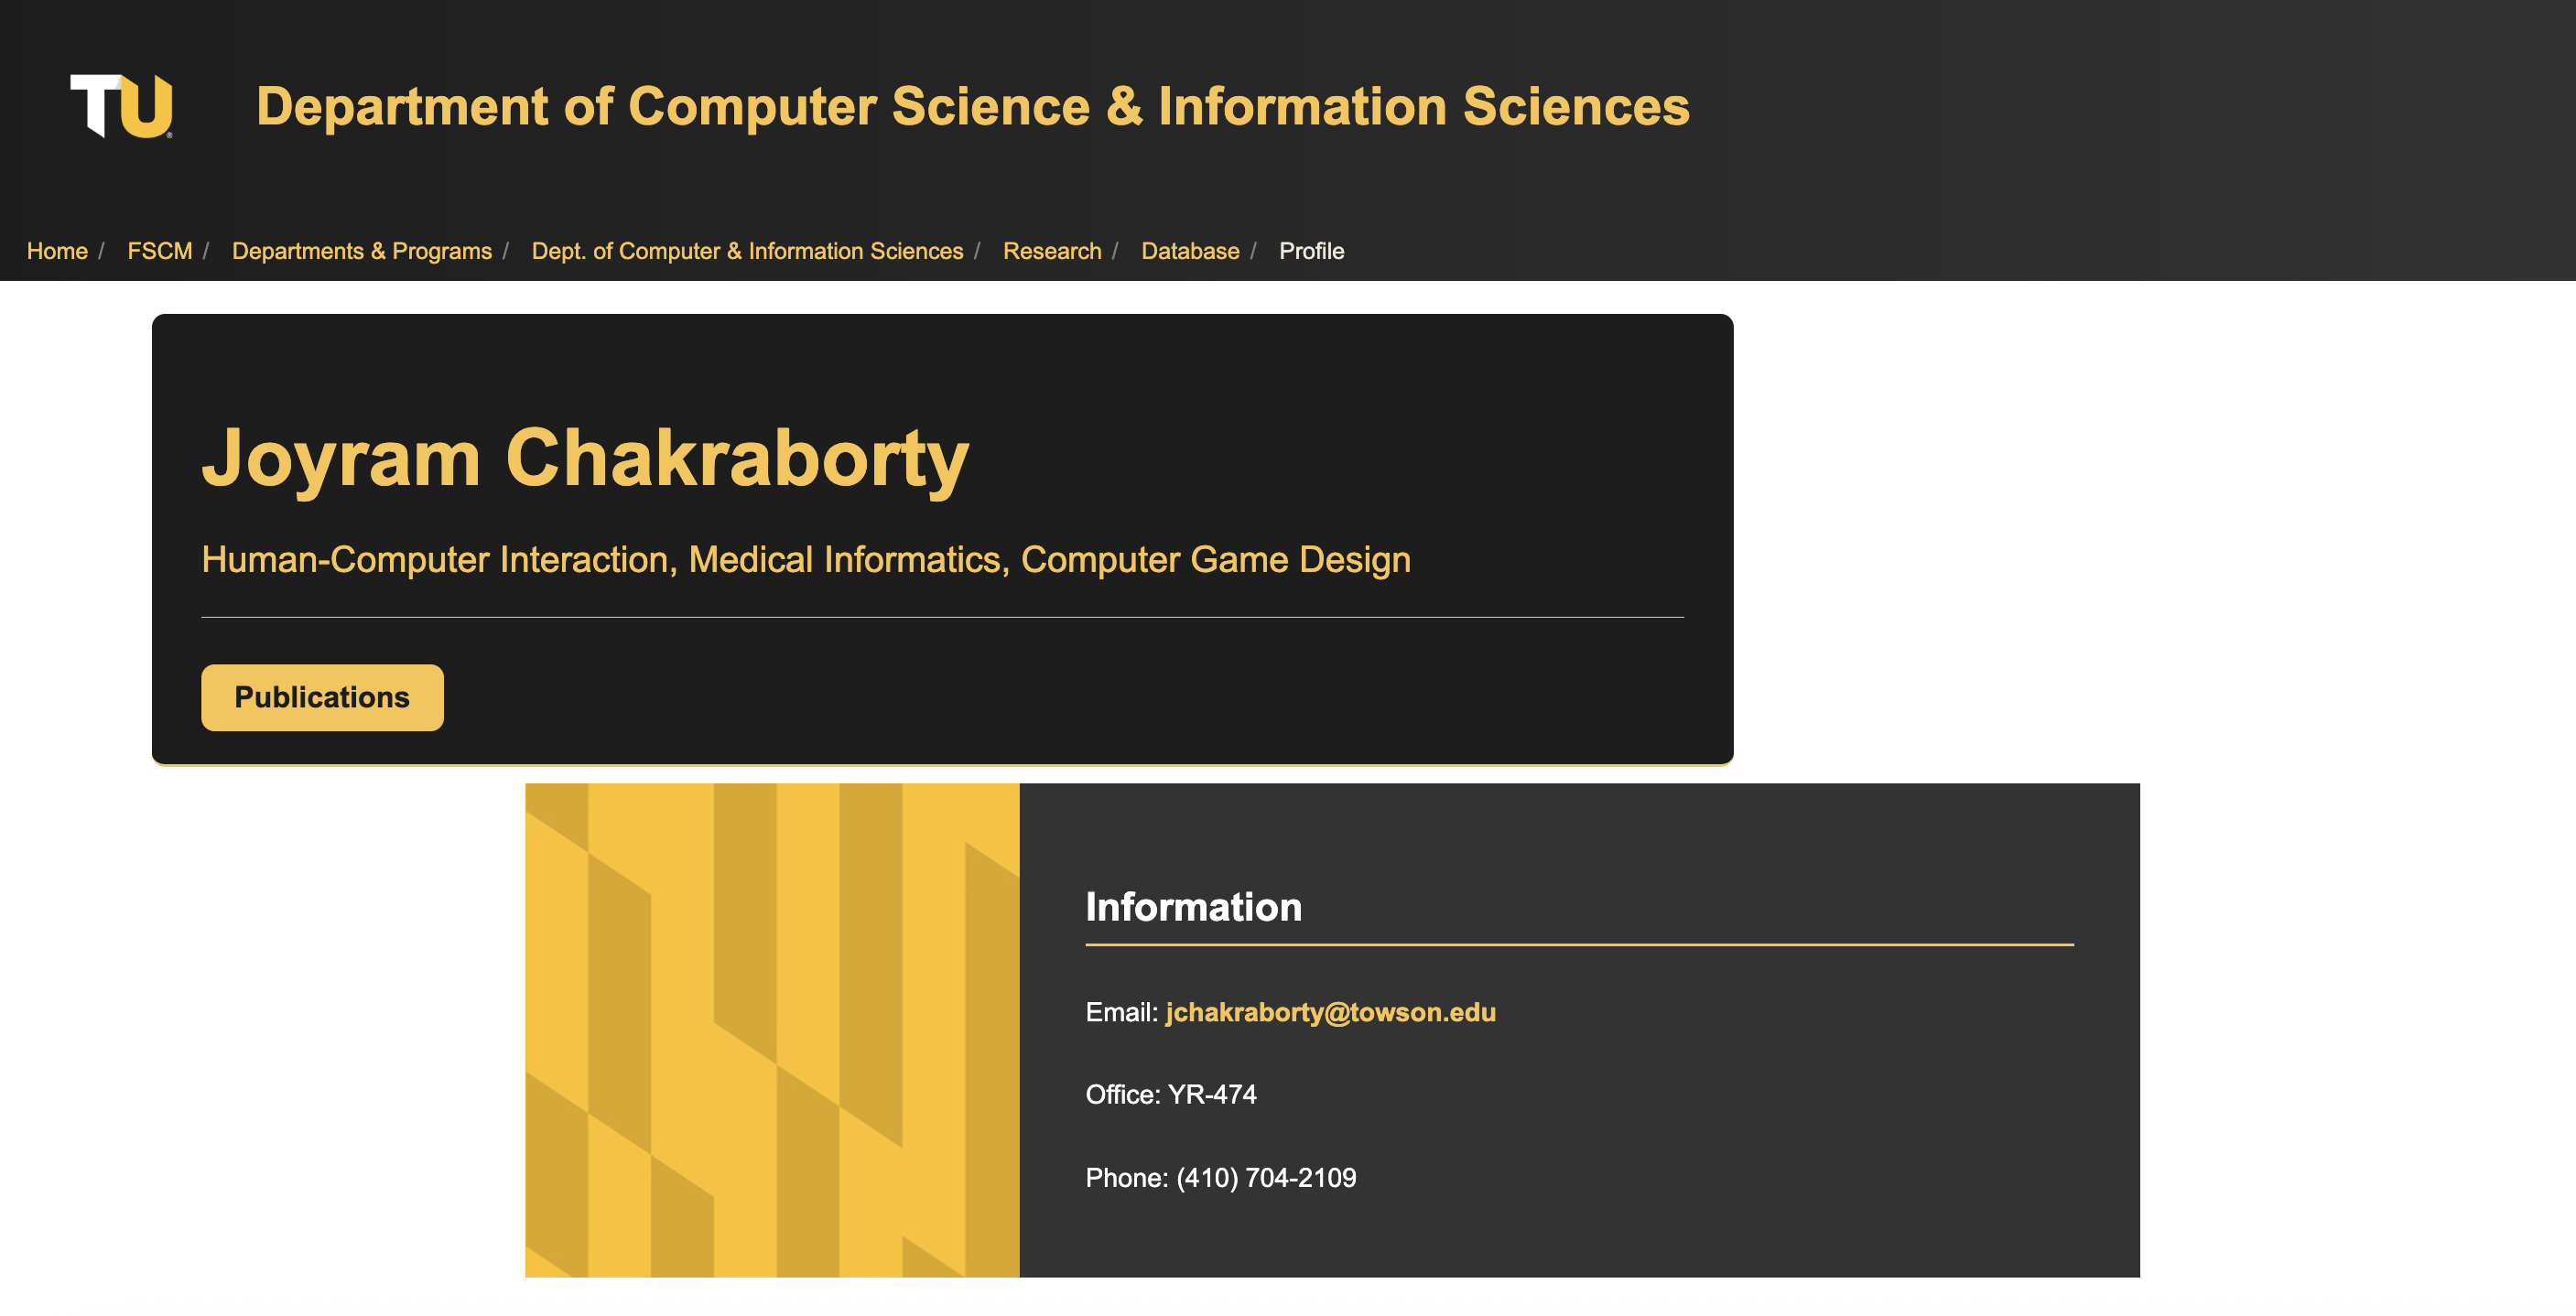 TU
Department of Computer Science & Information Sciences
Home / FSCM / Departments & Programs / Dept. of Computer & Information Sciences / Research / Database / Profile
Joyram Chakraborty
Human-Computer Interaction, Medical Informatics, Computer Game Design
Publications
Information
Email: jchakraborty@towson.edu
Office: YR-474
Phone: (410) 704-2109